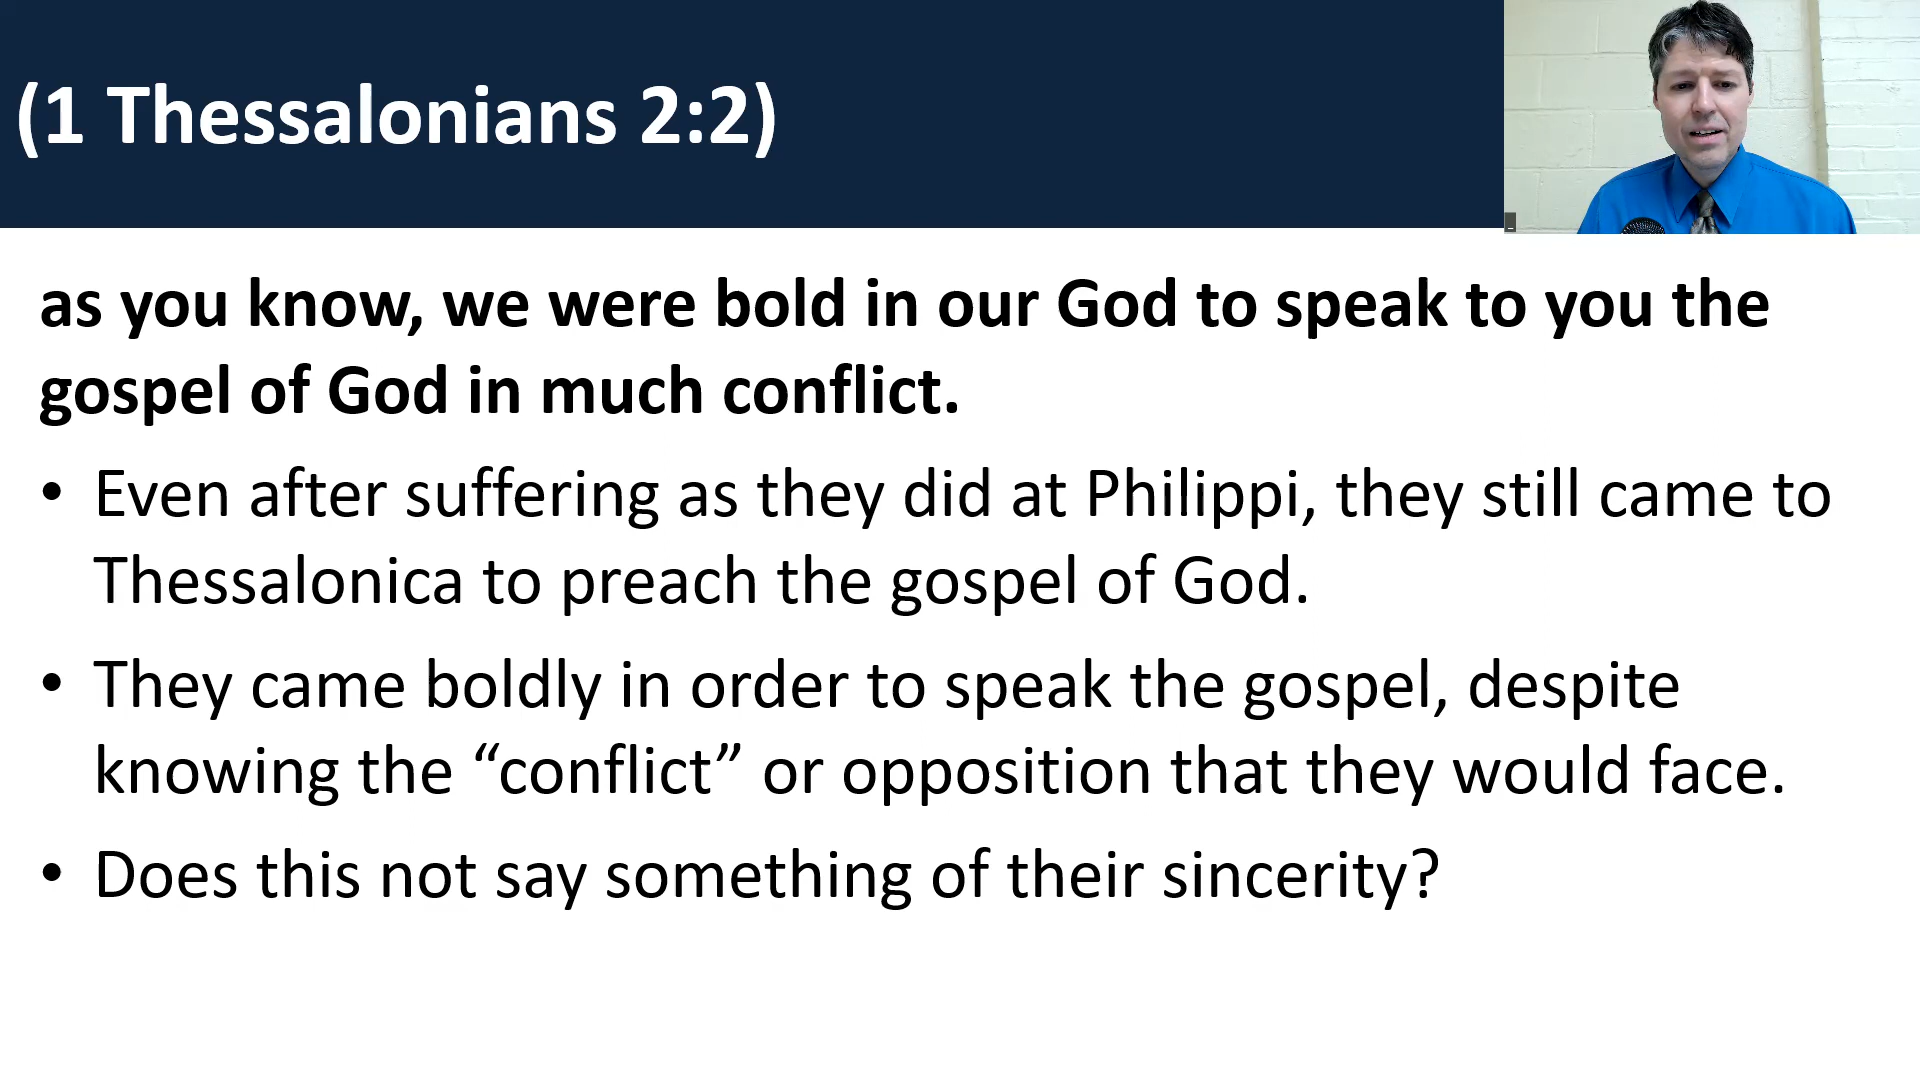 (1 Thessalonians 2:2)
as you know, we were bold in our God to speak to you the
gospel of God in much conflict.
• Even after suffering as they did at Philippi, they still came to
Thessalonica to preach the gospel of God.
• They came boldly in order to speak the gospel, despite
knowing the “conflict” or opposition that they would face.
• Does this not say something of their sincerity?